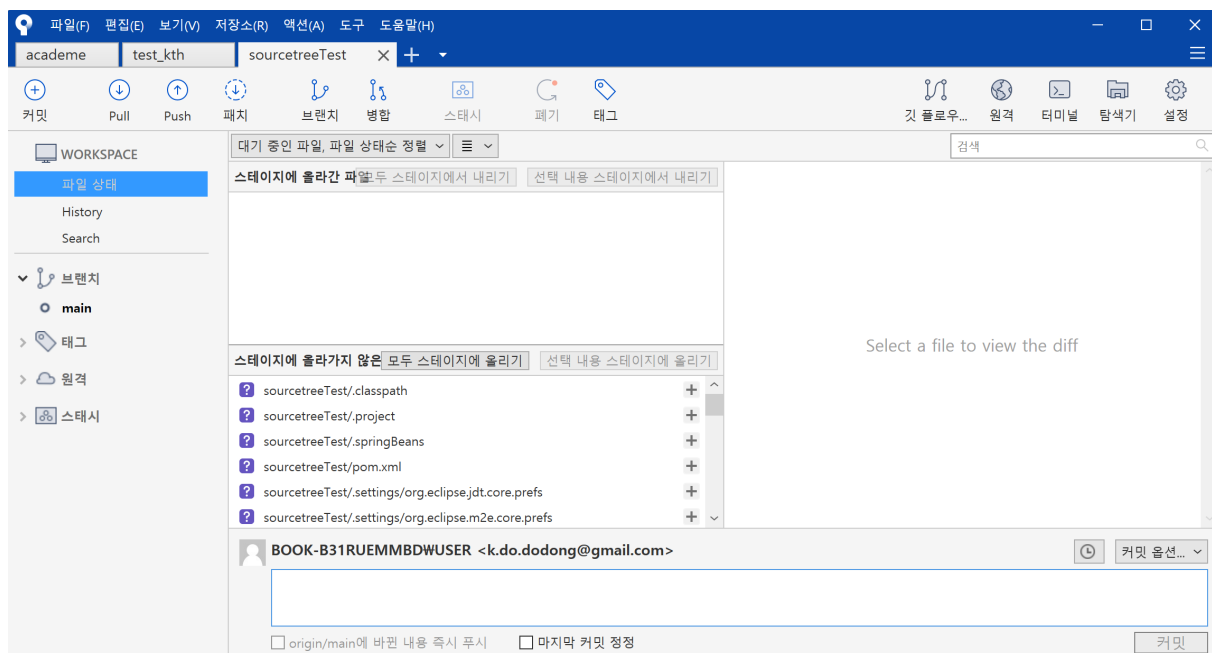 파일(F) 편집(E) 보기(V) 저장소(R) 액션(A) 도구 도움말(H)
academe test_kth sourcetreeTest
커밋 Pull Push 패치 브랜치 병합 스태시 폐기 태그 깃 플로우... 원격 터미널 탐색기 설정
WORKSPACE
파일 상태
History
Search
브랜치
main
태그
원격
스태시
대기 중인 파일, 파일 상태순 정렬
검색
스테이지에 올라간 파일 모두 스테이지에서 내리기 선택 내용 스테이지에서 내리기
스테이지에 올라가지 않은 모두 스테이지에 올리기 선택 내용 스테이지에 올리기
sourcetreeTest/.classpath
sourcetreeTest/.project
sourcetreeTest/.springBeans
sourcetreeTest/pom.xml
sourcetreeTest/.settings/org.eclipse.jdt.core.prefs
sourcetreeTest/.settings/org.eclipse.m2e.core.prefs
Select a file to view the diff
BOOK-B31RUEMMBD₩USER <k.do.dodong@gmail.com>
커밋 옵션...
origin/main에 바뀐 내용 즉시 푸시 마지막 커밋 정정
커밋